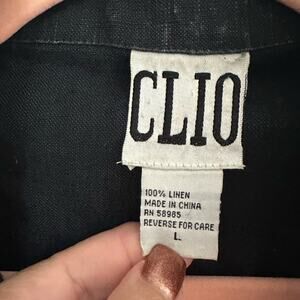 CLIO
100% LINEN
MADE IN CHINA
RN 58985
REVERSE FOR CARE
L